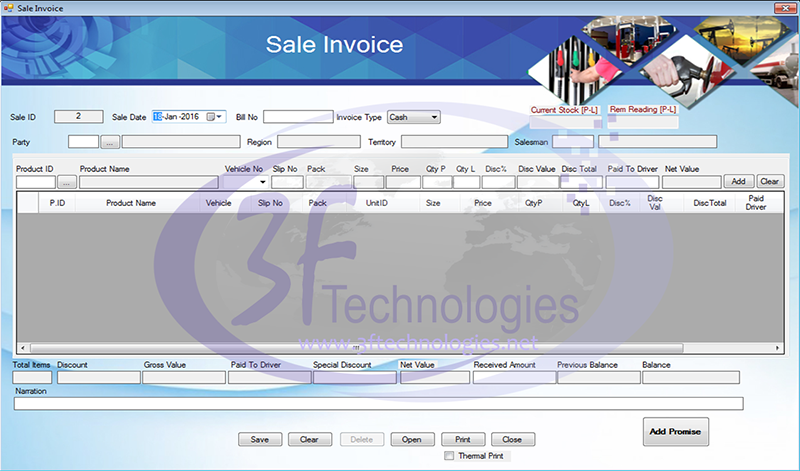 Sale Invoice
Sale Invoice
Current Stock [P-L] Rem Reading [P-L]
Sale ID 2 Sale Date 18-Jan -2016 Bill No Invoice Type Cash
Party ... Region Territory Salesman
Product ID Product Name Vehicle No Slip No Pack Size Price Qty P Qty L Disc% Disc Value Disc Total Paid To Driver Net Value
... Add Clear
P.ID Product Name Vehicle Slip No Pack UnitID Size Price QtyP QtyL Disc% Disc Val DiscTotal Paid Driver
3F Technologies
www.3ftechnologies.net
Total Items Discount Gross Value Paid To Driver Special Discount Net Value Received Amount Previous Balance Balance
Narration
Add Promise
Save Clear Delete Open Print Close
Thermal Print